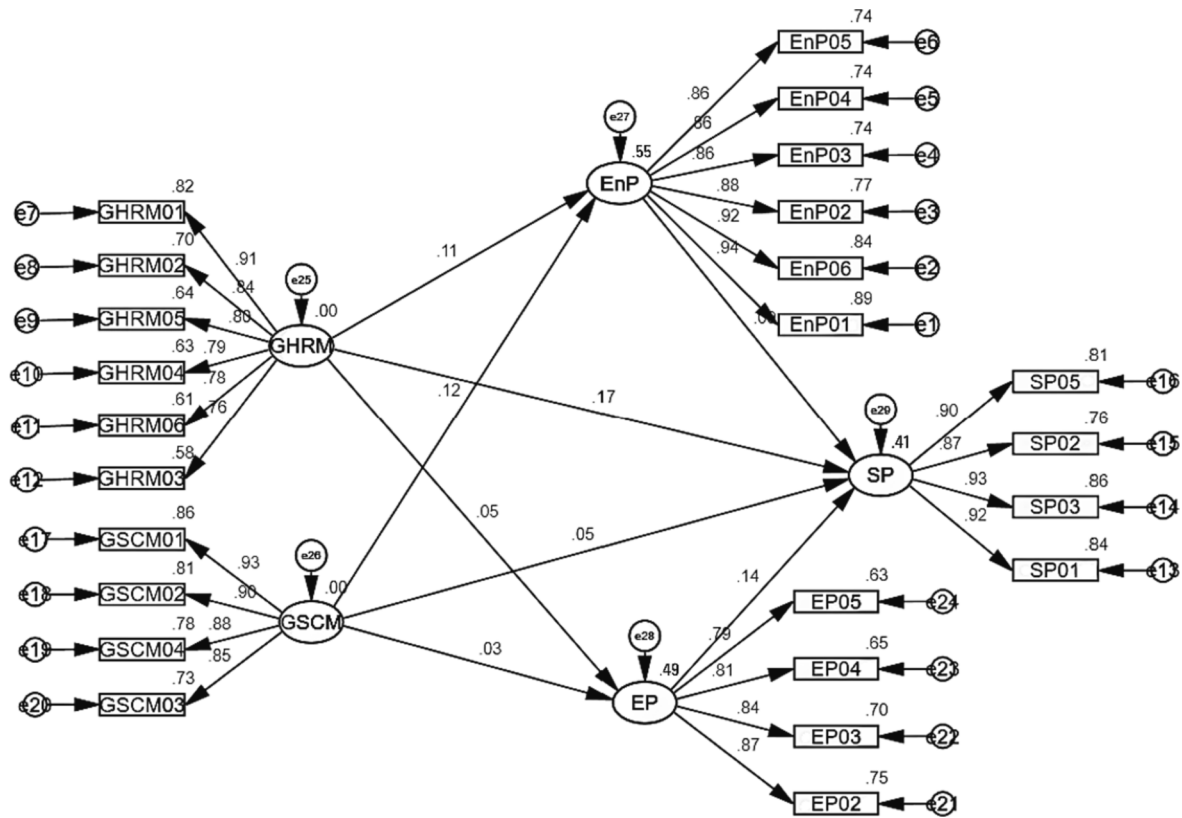 .74
EnP05 e6
.86
.74
EnP04 e5
.86
e27
.74
EnP03 e4
.86
.55
EnP
.77
EnP02 e3
.88
.84
EnP06 e2
.92
.89
EnP01 e1
.94
.82
e7 GHRM01
.91
.70
e8 GHRM02
.84
.64
e9 GHRM05
.80
.63
e10 GHRM04
.79
.61
e11 GHRM06
.78
.58
e12 GHRM03
.76
e25
.00
GHRM
.11
.12
.17
.05
.05
.03
.14
.86
e17 GSCM01
.93
.81
e18 GSCM02
.90
.78
e19 GSCM04
.88
.73
e20 GSCM03
.85
e26
.00
GSCM
e29
.41
SP
.81
SP05 e16
.90
.76
SP02 e15
.87
.86
SP03 e14
.93
.84
SP01 e13
.92
e28
.49
EP
.63
EP05 e24
.79
.65
EP04 e23
.81
.70
EP03 e22
.84
.75
EP02 e21
.87